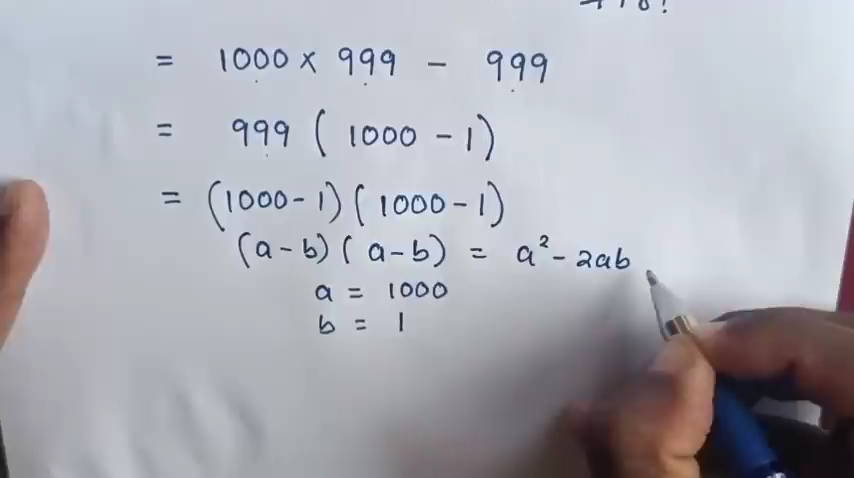 = 1000 × 999 - 999
= 999 ( 1000 - 1 )
= (1000 - 1) ( 1000 - 1 )
(a - b) ( a - b ) = a² - 2ab
a = 1000
b = 1